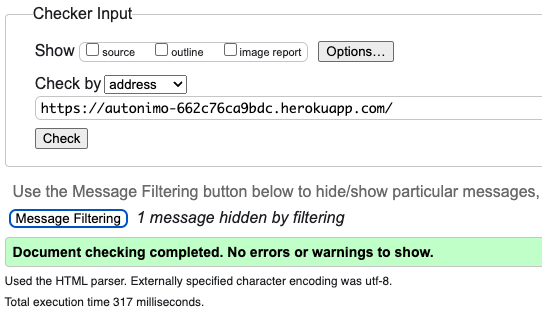 Checker Input
Show source outline image report Options...
Check by address
https://autonimo-662c76ca9bdc.herokuapp.com/
Check
Use the Message Filtering button below to hide/show particular messages,
Message Filtering 1 message hidden by filtering
Document checking completed. No errors or warnings to show.
Used the HTML parser. Externally specified character encoding was utf-8.
Total execution time 317 milliseconds.